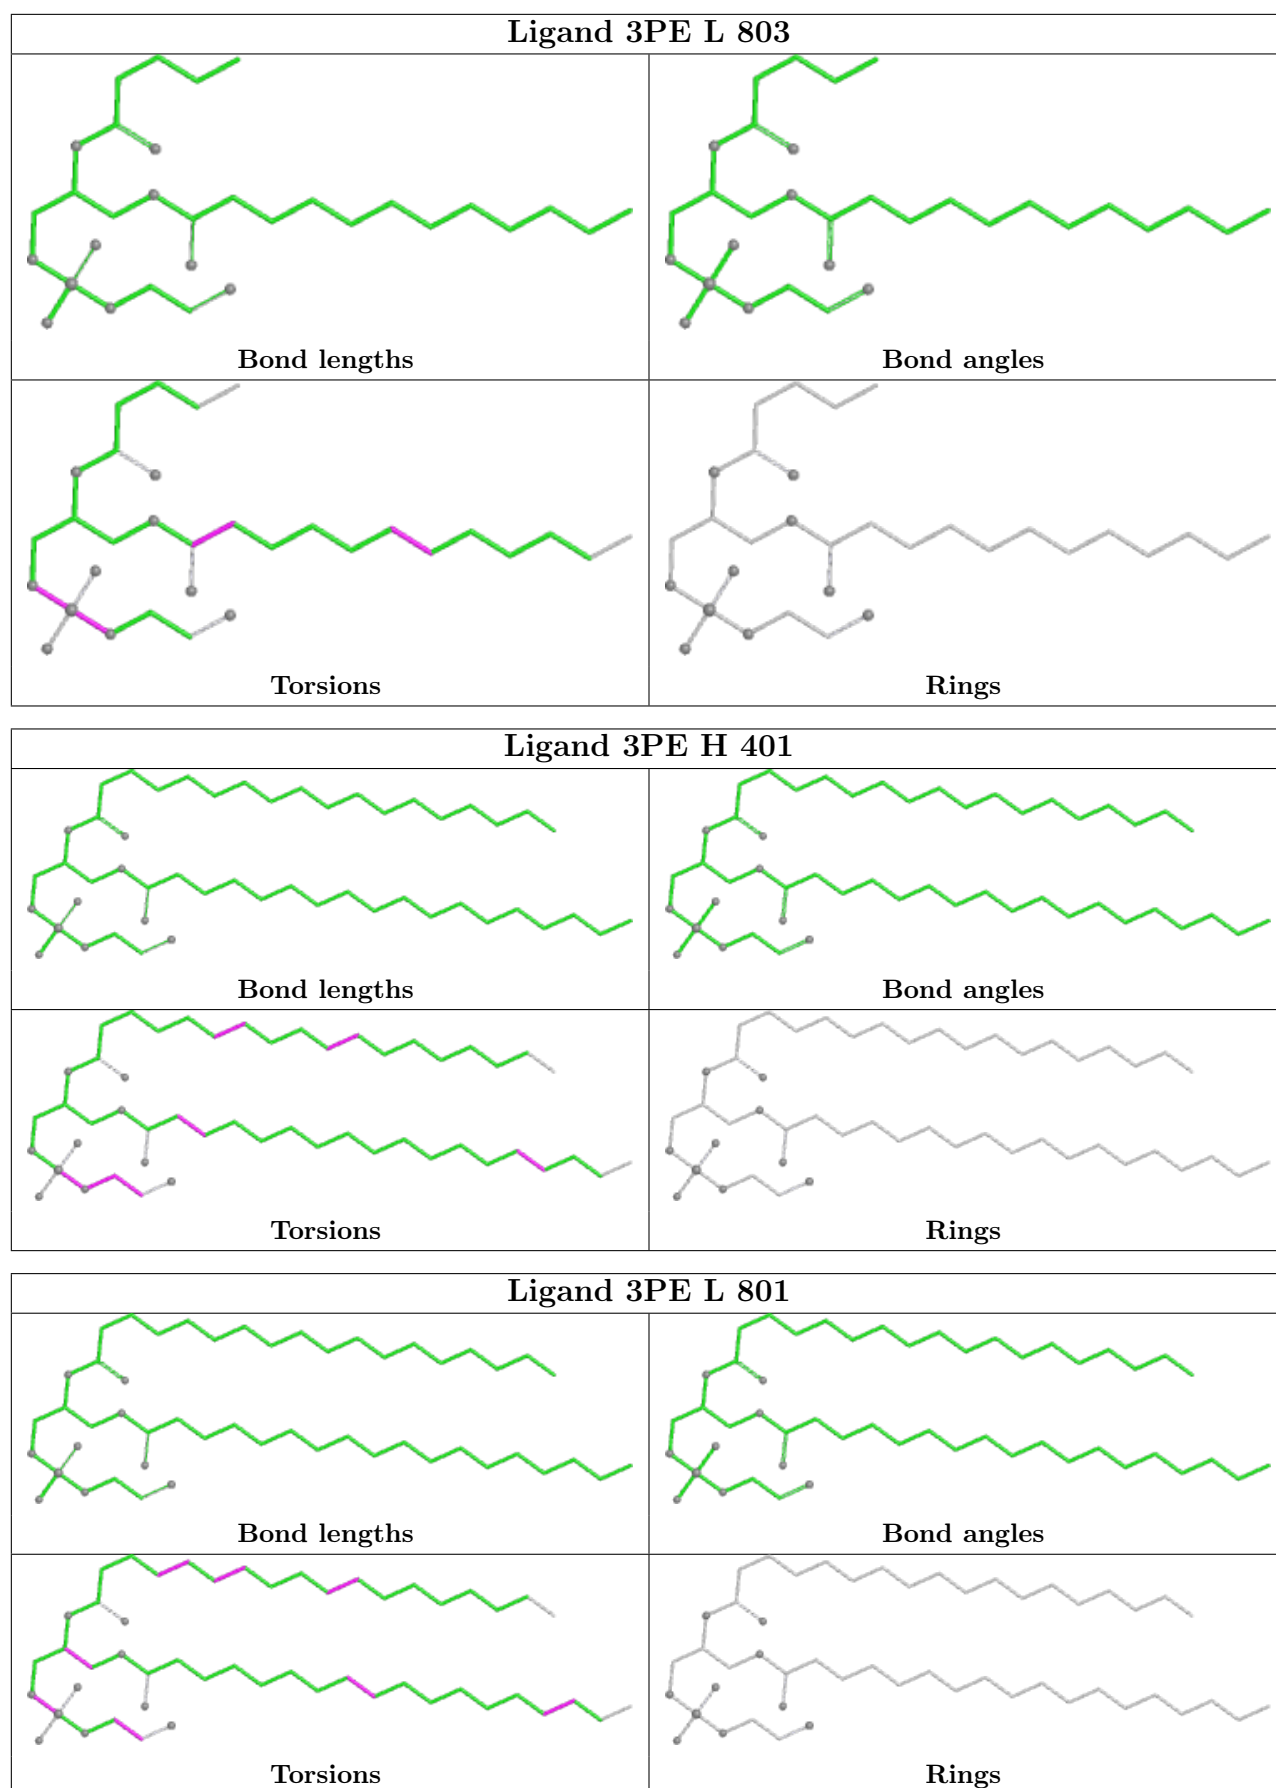 Ligand 3PE L 803
Bond lengths
Bond angles
Torsions
Rings
Ligand 3PE H 401
Bond lengths
Bond angles
Torsions
Rings
Ligand 3PE L 801
Bond lengths
Bond angles
Torsions
Rings